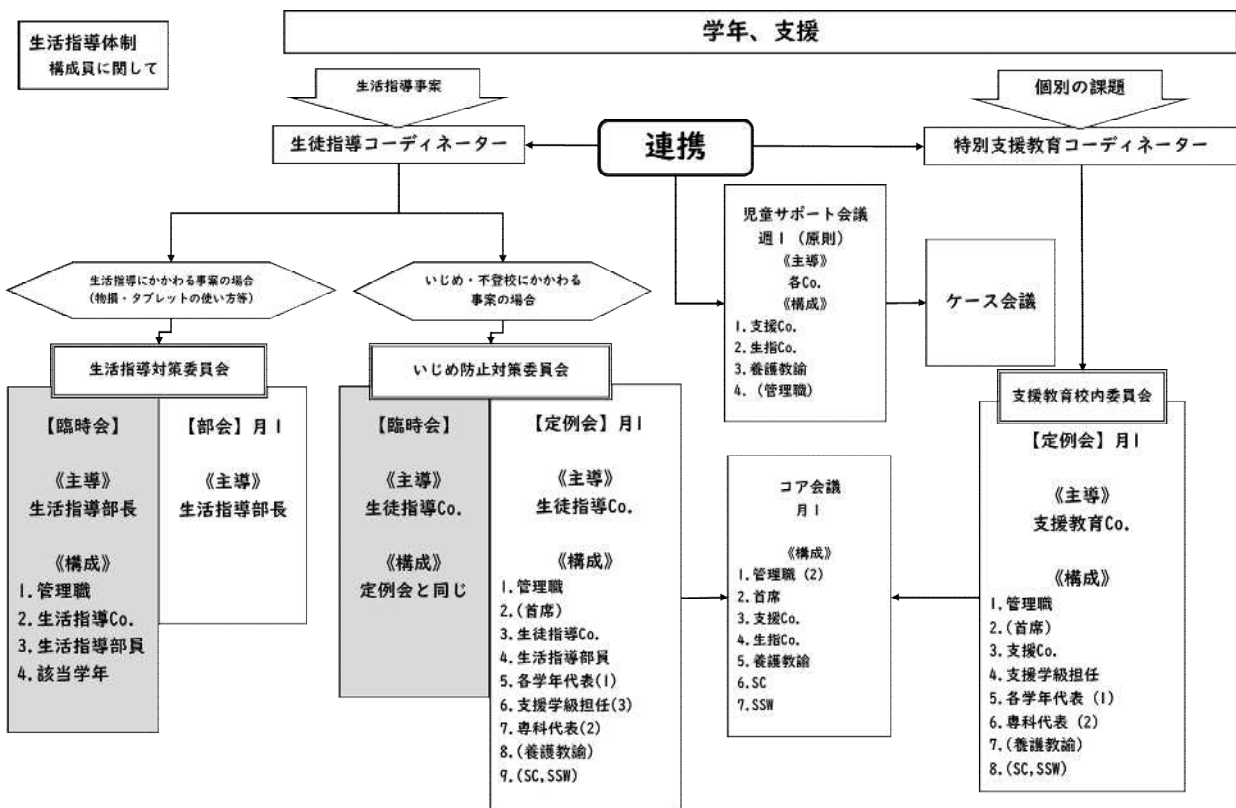 生活指導体制
構成員に関して
学年、支援
生活指導事案
個別の課題
生徒指導コーディネーター
連携
特別支援教育コーディネーター
生活指導にかかわる事案の場合
(物損・タブレットの使い方等)
いじめ・不登校にかかわる
事案の場合
児童サポート会議
週1（原則）
《主導》
各Co.
《構成》
1.支援Co.
2.生指Co.
3.養護教諭
4.（管理職）
ケース会議
生活指導対策委員会
【臨時会】
《主導》
生活指導部長
《構成》
1.管理職
2.生活指導Co.
3.生活指導部員
4.該当学年
【部会】月1
《主導》
生活指導部長
いじめ防止対策委員会
【臨時会】
《主導》
生徒指導Co.
《構成》
定例会と同じ
【定例会】月1
《主導》
生徒指導Co.
《構成》
1.管理職
2.(首席)
3.生徒指導Co.
4.生活指導部員
5.各学年代表(1)
6.支援学級担任(3)
7.専科代表(2)
8.(養護教諭)
9.(SC,SSW)
コア会議
月1
《構成》
1.管理職（2）
2.首席
3.支援Co.
4.生指Co.
5.養護教諭
6.SC
7.SSW
支援教育校内委員会
【定例会】月1
《主導》
支援教育Co.
《構成》
1.管理職
2.(首席)
3.支援Co.
4.支援学級担任
5.各学年代表（1）
6.専科代表（2）
7.(養護教諭)
8.(SC,SSW)